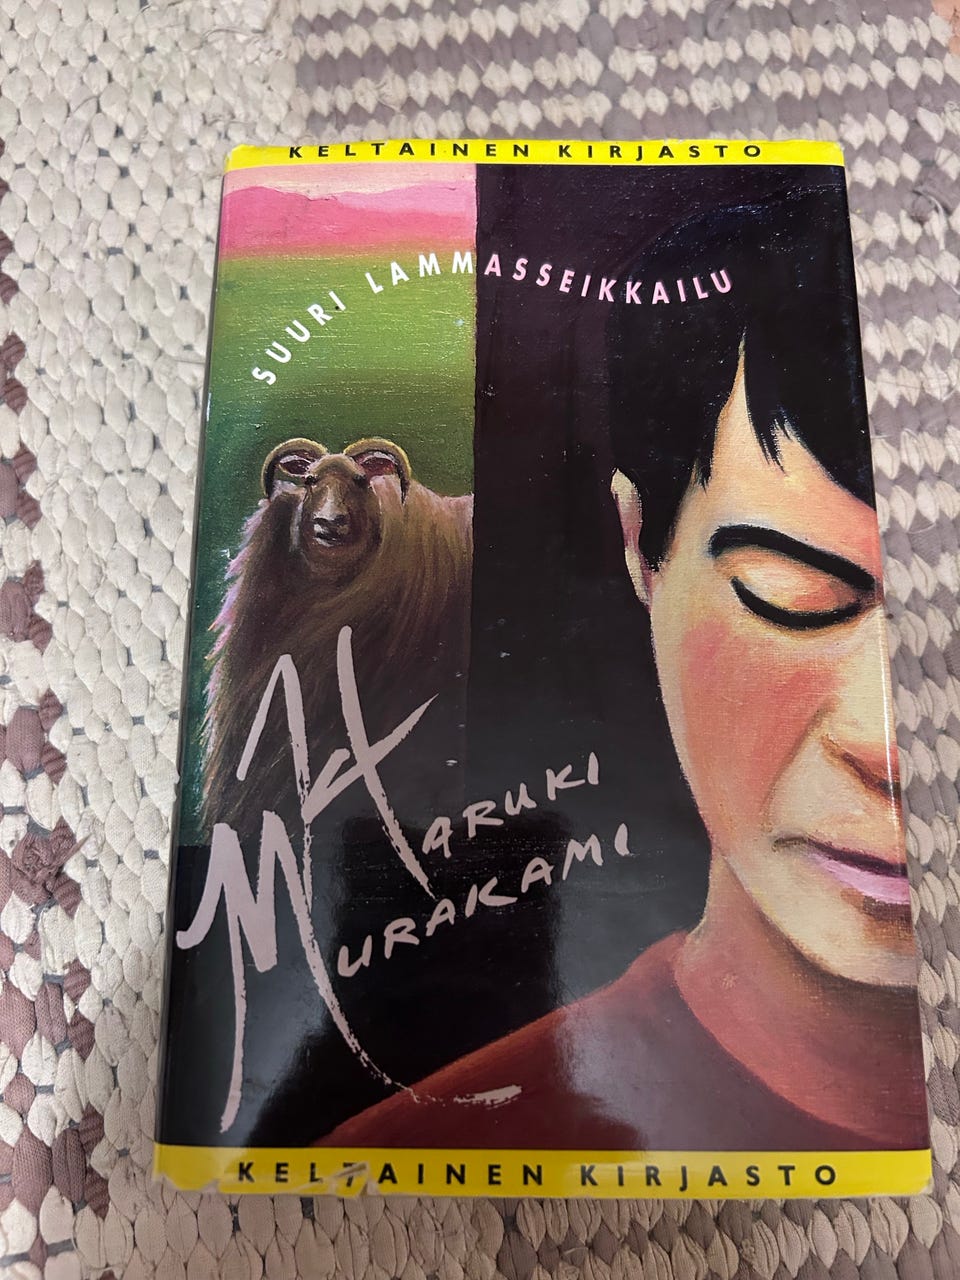 KELTAINEN KIRJASTO
SUURI LAMMASSEIKKAILU
HARUKI
MURAKAMI
KELTAINEN KIRJASTO